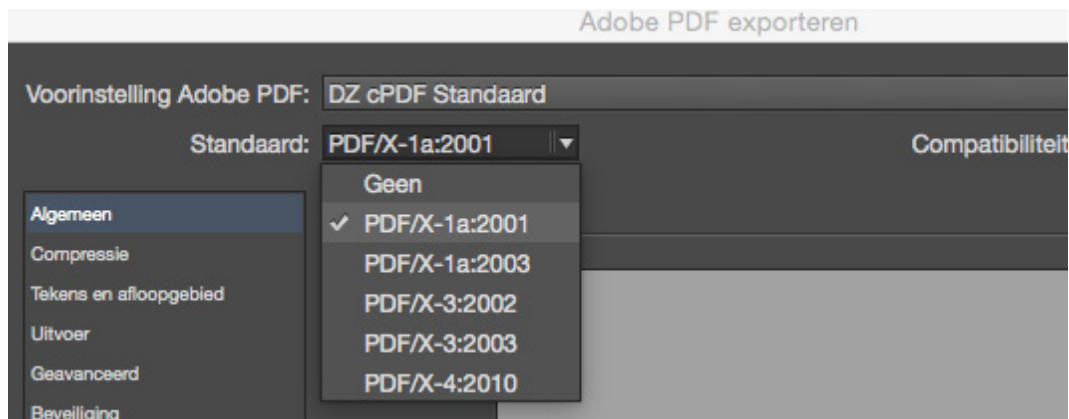 Adobe PDF exporteren
Voorinstelling Adobe PDF: DZ cPDF Standaard
Standaard: PDF/X-1a:2001 Compatibiliteit
Geen
PDF/X-1a:2001
PDF/X-1a:2003
PDF/X-3:2002
PDF/X-3:2003
PDF/X-4:2010
Algemeen
Compressie
Tekens en afloopgebied
Uitvoer
Geavanceerd
Beveiliging